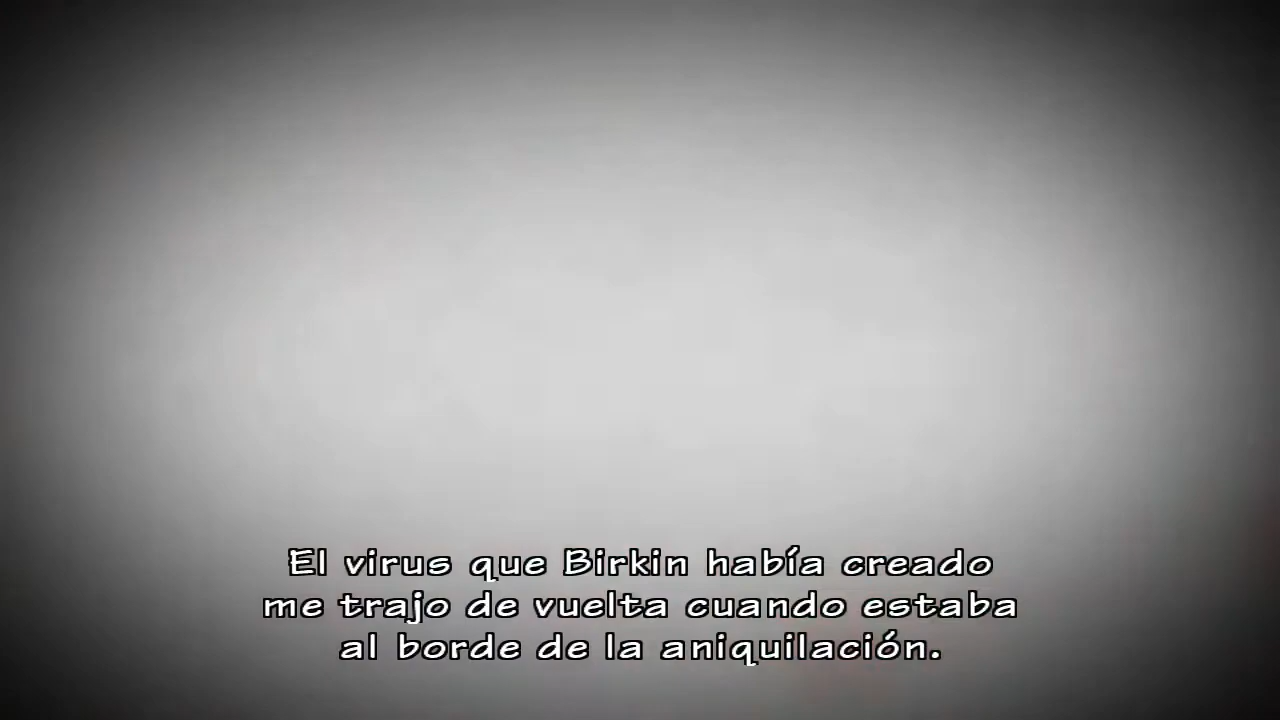 El virus que Birkin había creado
me trajo de vuelta cuando estaba
al borde de la aniquilación.